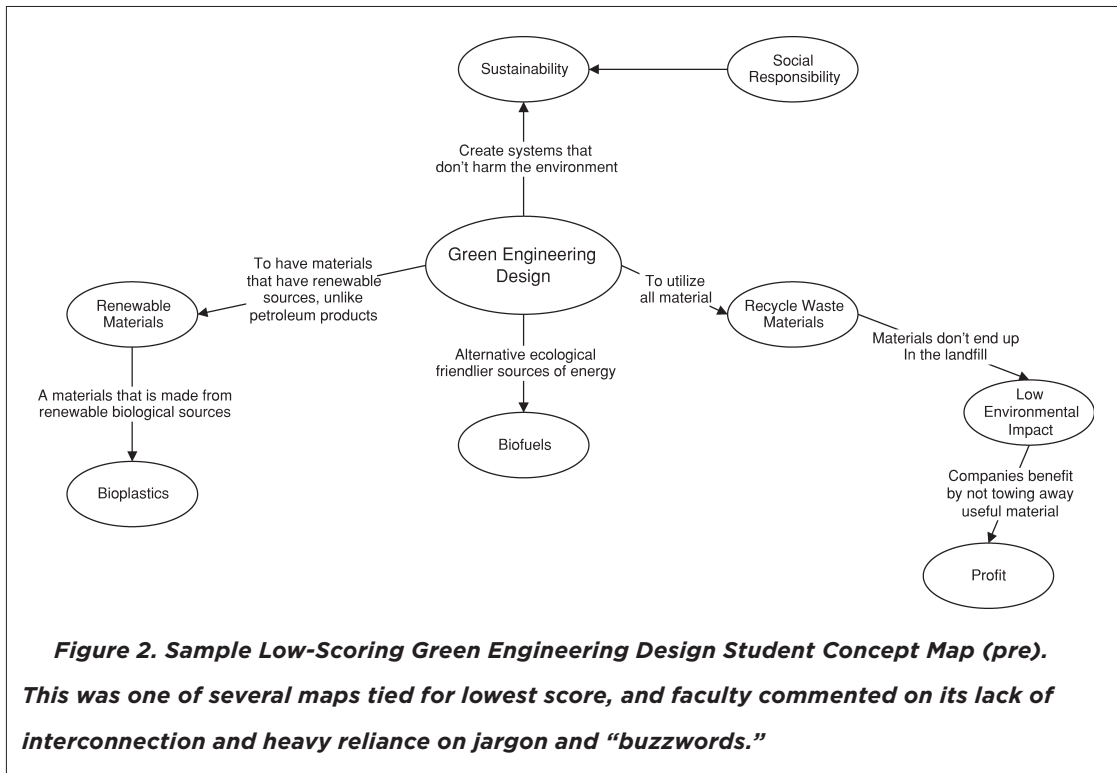 Sustainability
Social
Responsibility
Create systems that
don't harm the environment
Green Engineering
Design
To have materials
that have renewable
sources, unlike
petroleum products
Renewable
Materials
To utilize
all material
Recycle Waste
Materials
Materials don't end up
In the landfill
Low
Environmental
Impact
Alternative ecological
friendlier sources of energy
A materials that is made from
renewable biological sources
Biofuels
Bioplastics
Companies benefit
by not towing away
useful material
Profit
Figure 2. Sample Low-Scoring Green Engineering Design Student Concept Map (pre).
This was one of several maps tied for lowest score, and faculty commented on its lack of
interconnection and heavy reliance on jargon and “buzzwords.”